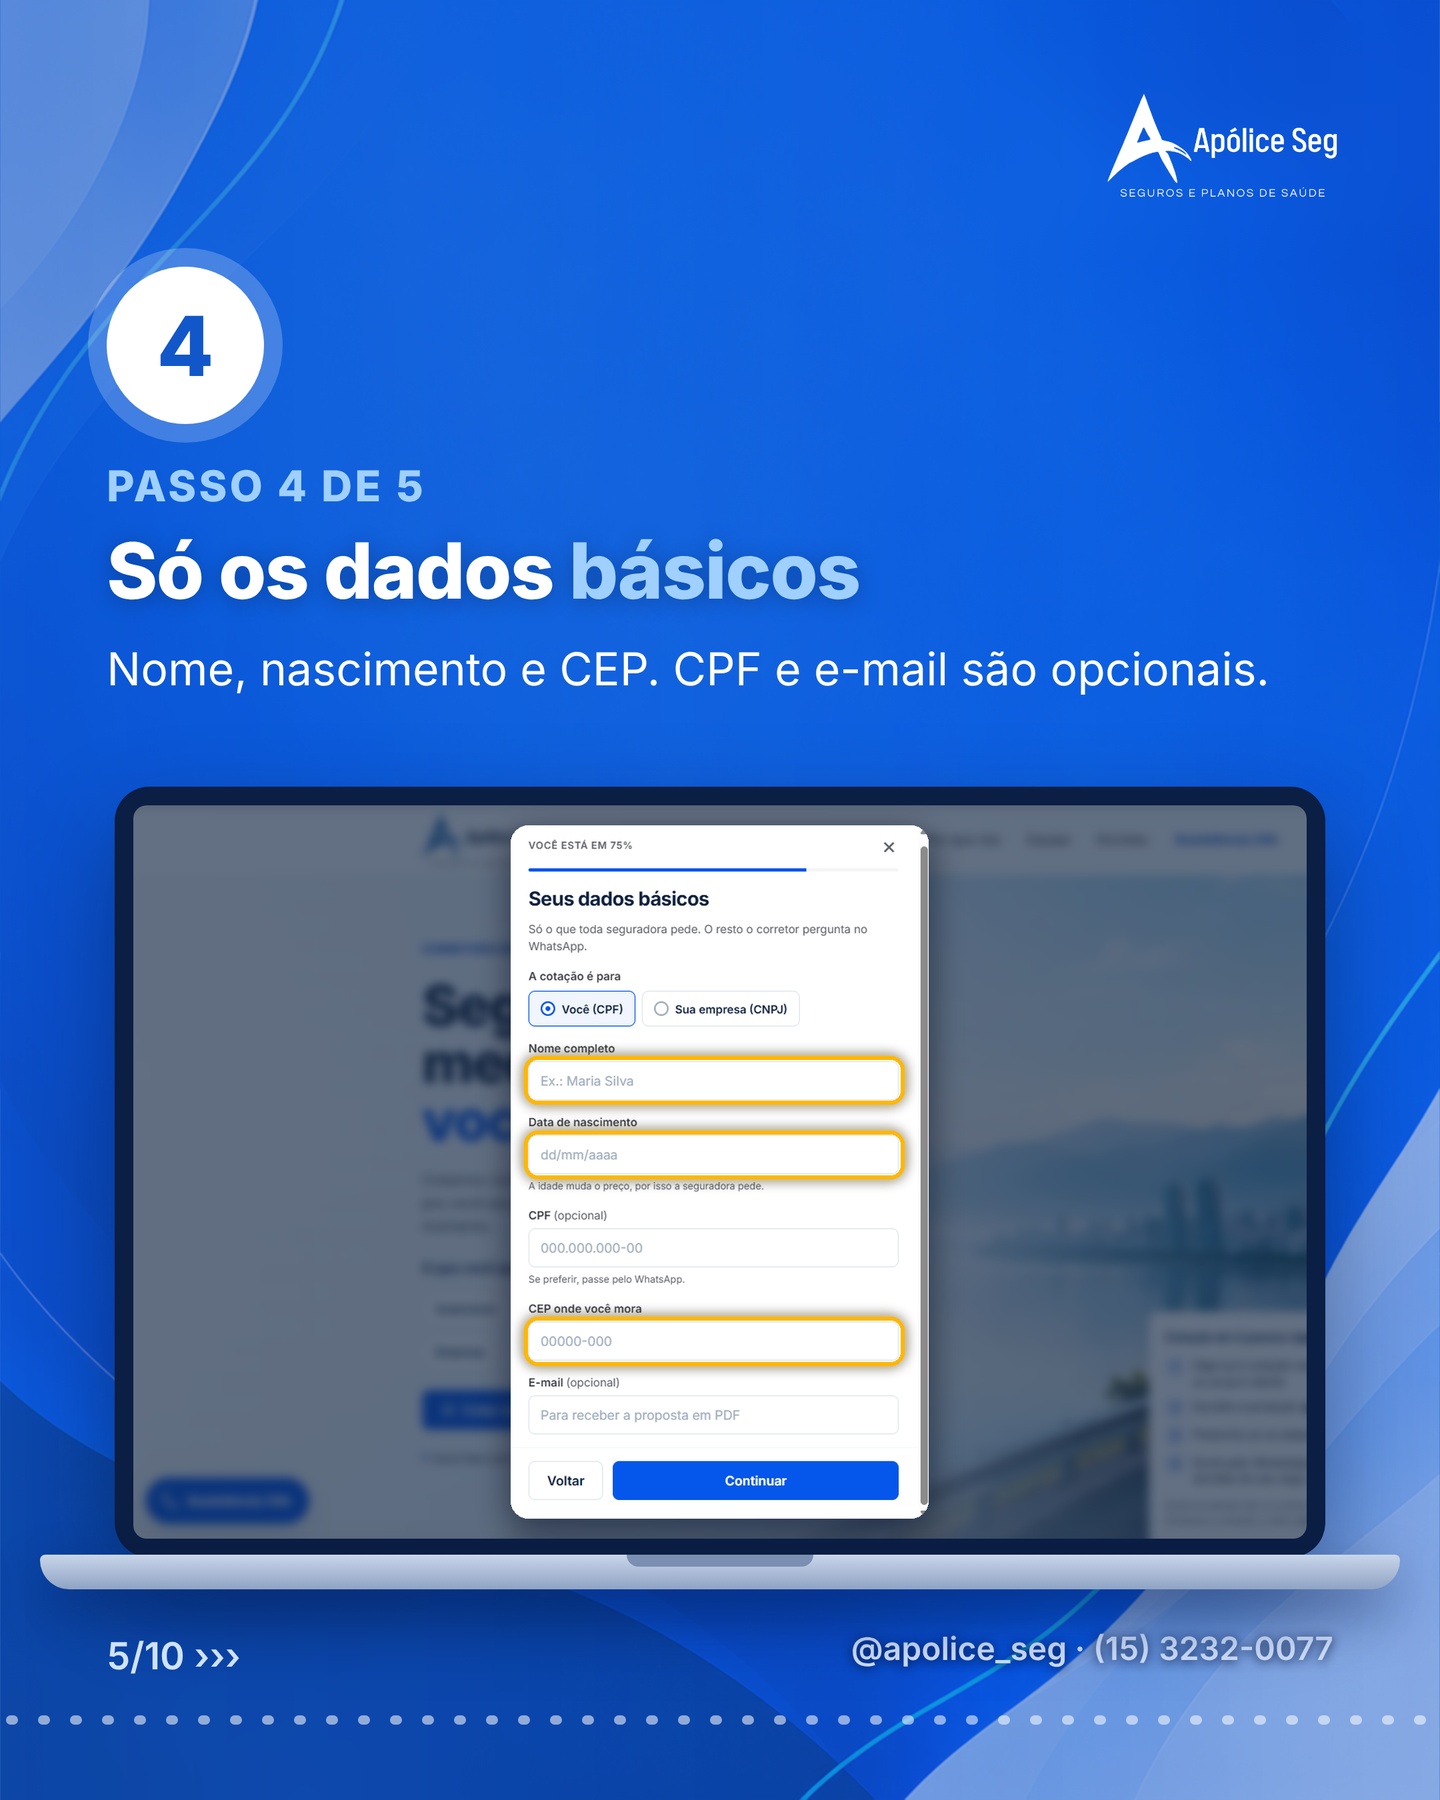 Apólice Seg
SEGUROS E PLANOS DE SAÚDE
4
PASSO 4 DE 5
Só os dados básicos
Nome, nascimento e CEP. CPF e e-mail são opcionais.
VOCÊ ESTÁ EM 75%
Seus dados básicos
Só o que toda seguradora pede. O resto o corretor pergunta no
WhatsApp.
A cotação é para
Você (CPF)
Sua empresa (CNPJ)
Nome completo
Ex.: Maria Silva
Data de nascimento
dd/mm/aaaa
A idade muda o preço, por isso a seguradora pede.
CPF (opcional)
000.000.000-00
Se preferir, passe pelo WhatsApp.
CEP onde você mora
00000-000
E-mail (opcional)
Para receber a proposta em PDF
Voltar
Continuar
5/10 ›››
@apolice_seg · (15) 3232-0077